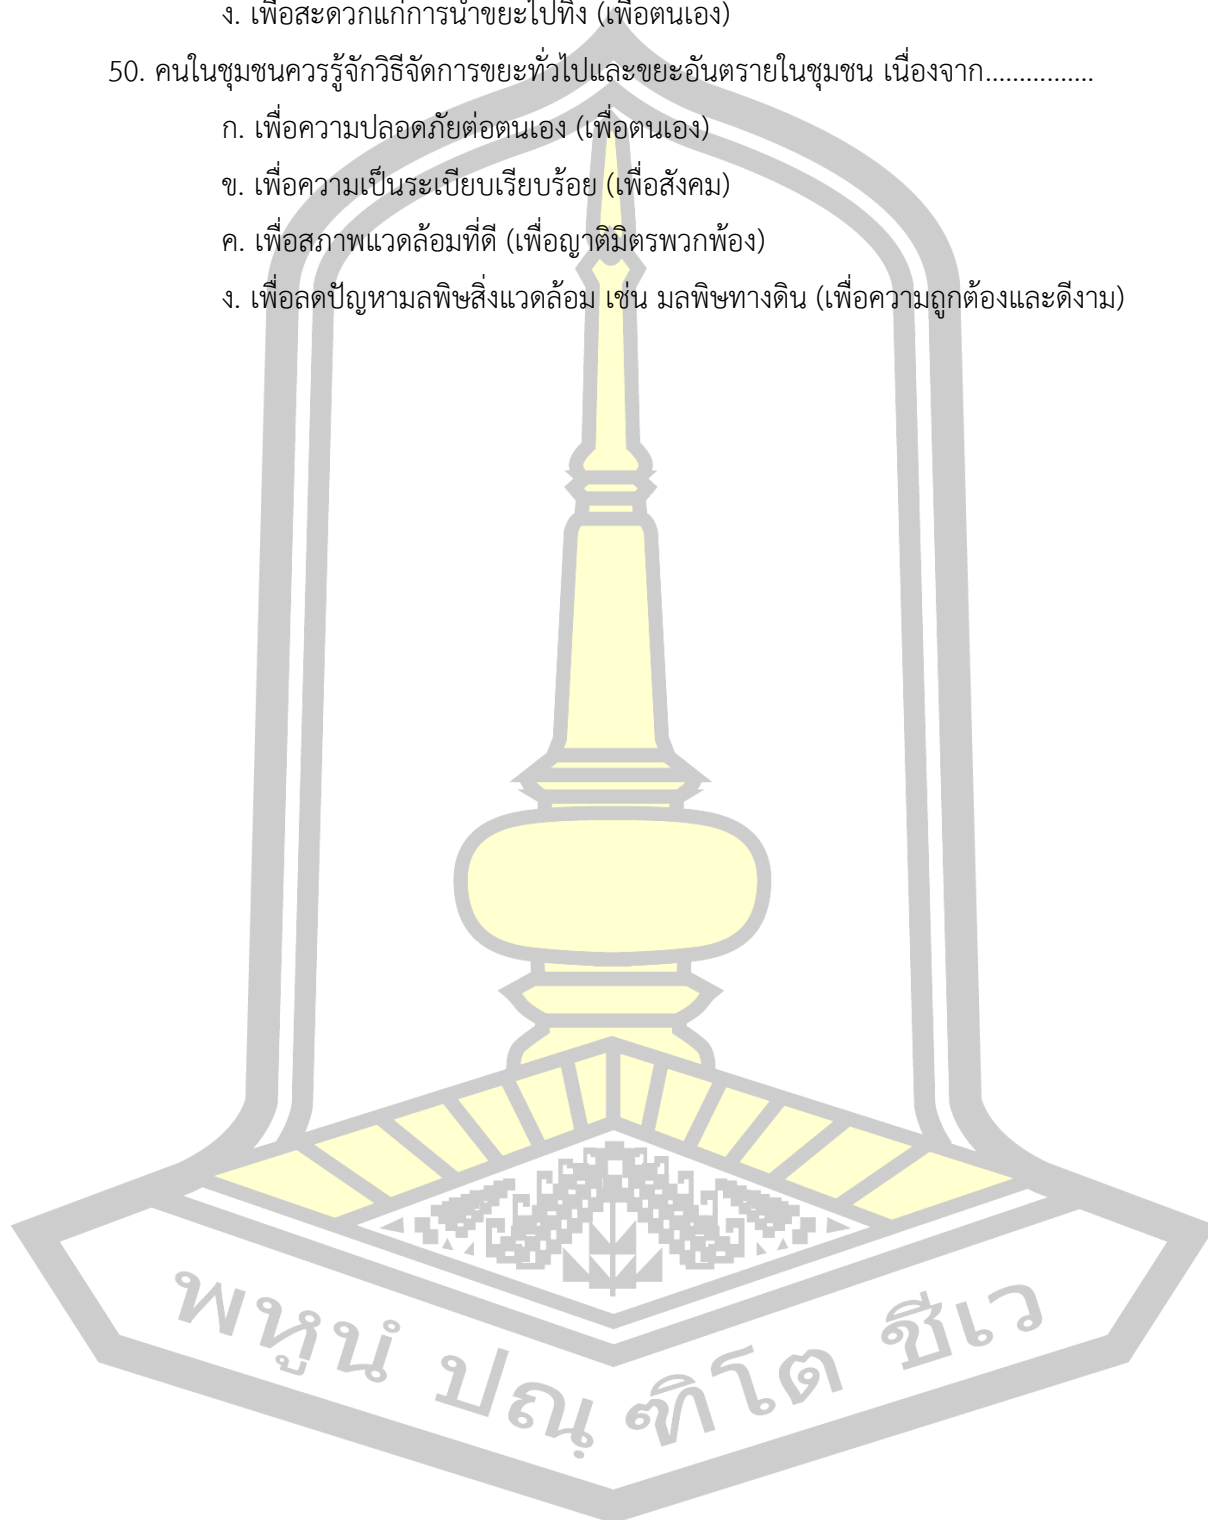 ง. เพื่อสะดวกแก่การนำขยะไปทิ้ง (เพื่อตนเอง)
50. คนในชุมชนควรรู้จักวิธีจัดการขยะทั่วไปและขยะอันตรายในชุมชน เนื่องจาก................
ก. เพื่อความปลอดภัยต่อตนเอง (เพื่อตนเอง)
ข. เพื่อความเป็นระเบียบเรียบร้อย (เพื่อสังคม)
ค. เพื่อสภาพแวดล้อมที่ดี (เพื่อญาติมิตรพวกพ้อง)
ง. เพื่อลดปัญหามลพิษสิ่งแวดล้อม เช่น มลพิษทางดิน (เพื่อความถูกต้องและดีงาม)
พหูนํ ปณฺฑิโต ชีเว